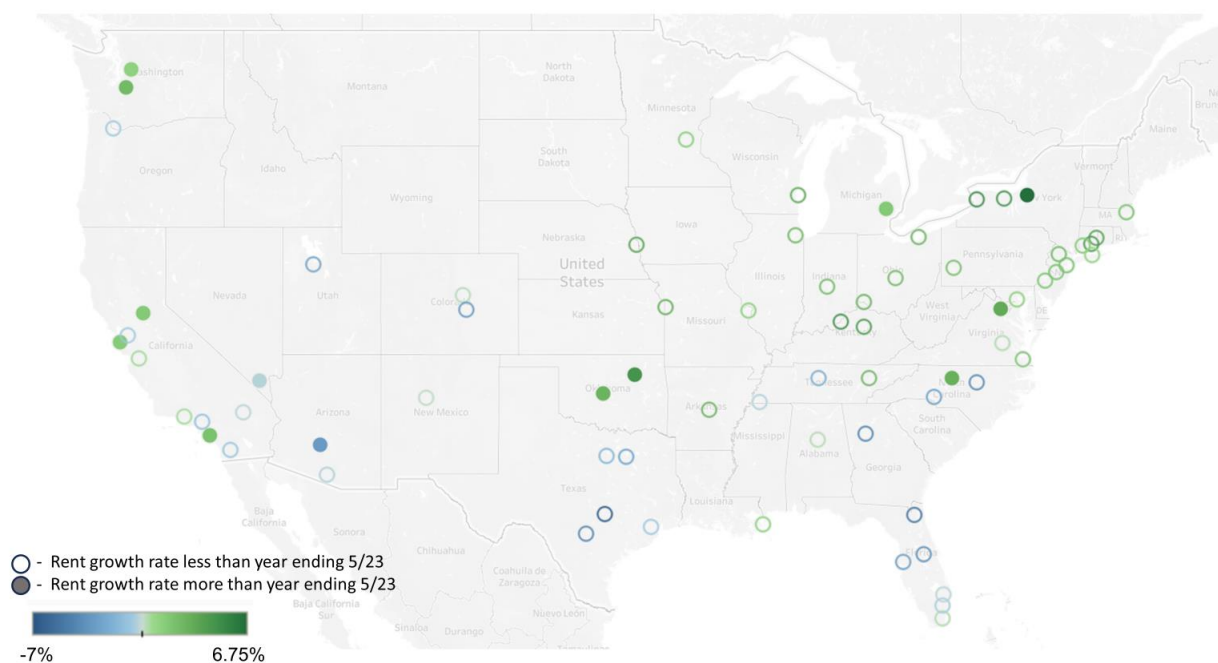 North
Dakota
Montana
Minnesota
Maine
South
Dakota
Wisconsin
Vermont
Oregon
Idaho
Michigan
Wyoming
MA
Iowa
Nebraska
Pennsylvania
United
States
Illinois
Indiana
Ohio
Nevada
Utah
Colorado
West
Virginia
DE
Kansas
Missouri
Virginia
California
Kentucky
Tennessee
Oklahoma
North
Carolina
Arizona
New Mexico
Arkansas
South
Carolina
Mississippi
Alabama
Georgia
Texas
Louisiana
Baja
California
Sonora
Florida
Chihuahua
Coahuila de
Zaragoza
Baja California
Sur
Nuevo León
Sinaloa
Durango
- Rent growth rate less than year ending 5/23
- Rent growth rate more than year ending 5/23
-7%
6.75%